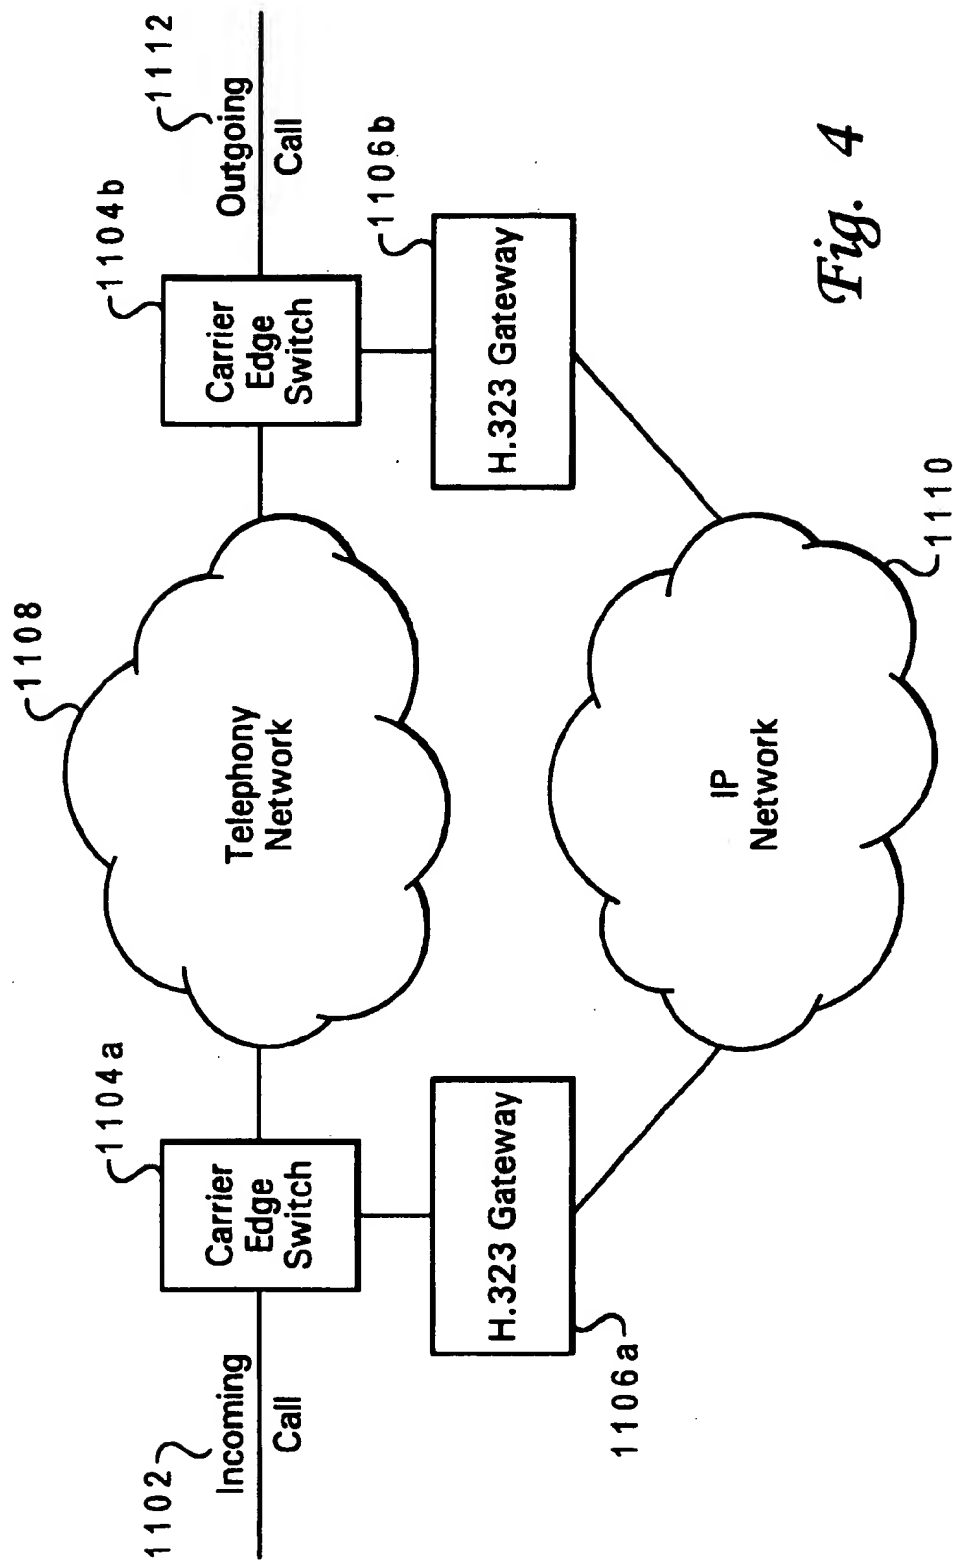 1108
Telephony
Network
1102
Incoming
Call
1104a
Carrier
Edge
Switch
1104b
Carrier
Edge
Switch
1112
Outgoing
Call
H.323 Gateway
1106a
H.323 Gateway
1106b
IP
Network
1110
Fig. 4